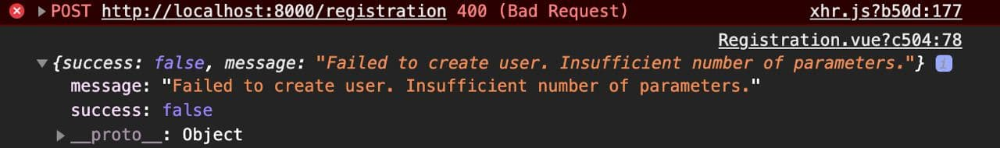 POST http://localhost:8000/registration 400 (Bad Request) xhr.js?b50d:177
Registration.vue?c504:78
{success: false, message: "Failed to create user. Insufficient number of parameters."} i
message: "Failed to create user. Insufficient number of parameters."
success: false
__proto__: Object